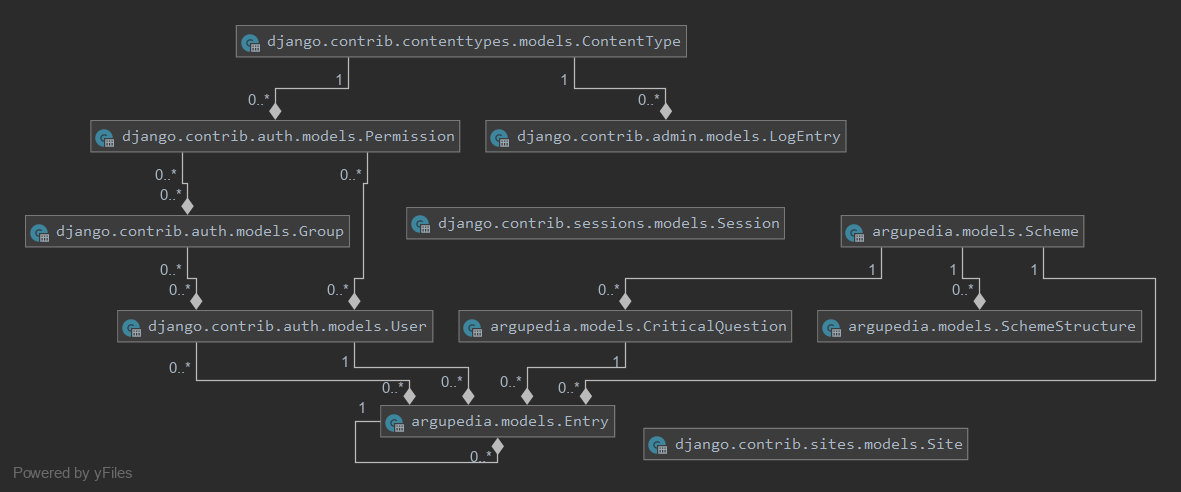 django.contrib.contenttypes.models.ContentType
1
1
0..*
0..*
django.contrib.auth.models.Permission
django.contrib.admin.models.LogEntry
0..*
0..*
0..*
django.contrib.auth.models.Group
django.contrib.sessions.models.Session
argupedia.models.Scheme
0..*
1
1
1
0..*
0..*
0..*
0..*
django.contrib.auth.models.User
argupedia.models.CriticalQuestion
argupedia.models.SchemeStructure
0..*
1
1
0..*
0..*
0..*
0..*
1
argupedia.models.Entry
0..*
django.contrib.sites.models.Site
Powered by yFiles